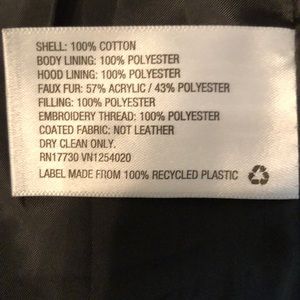 SHELL: 100% COTTON
BODY LINING: 100% POLYESTER
HOOD LINING: 100% POLYESTER
FAUX FUR: 57% ACRYLIC / 43% POLYESTER
FILLING: 100% POLYESTER
EMBROIDERY THREAD: 100% POLYESTER
COATED FABRIC: NOT LEATHER
DRY CLEAN ONLY.
RN17730 VN1254020
LABEL MADE FROM 100% RECYCLED PLASTIC